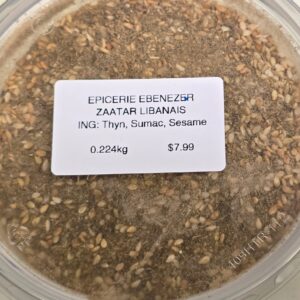 EPICERIE EBENEZER
ZAATAR LIBANAIS
ING: Thyn, Sumac, Sesame
0.224kg $7.99